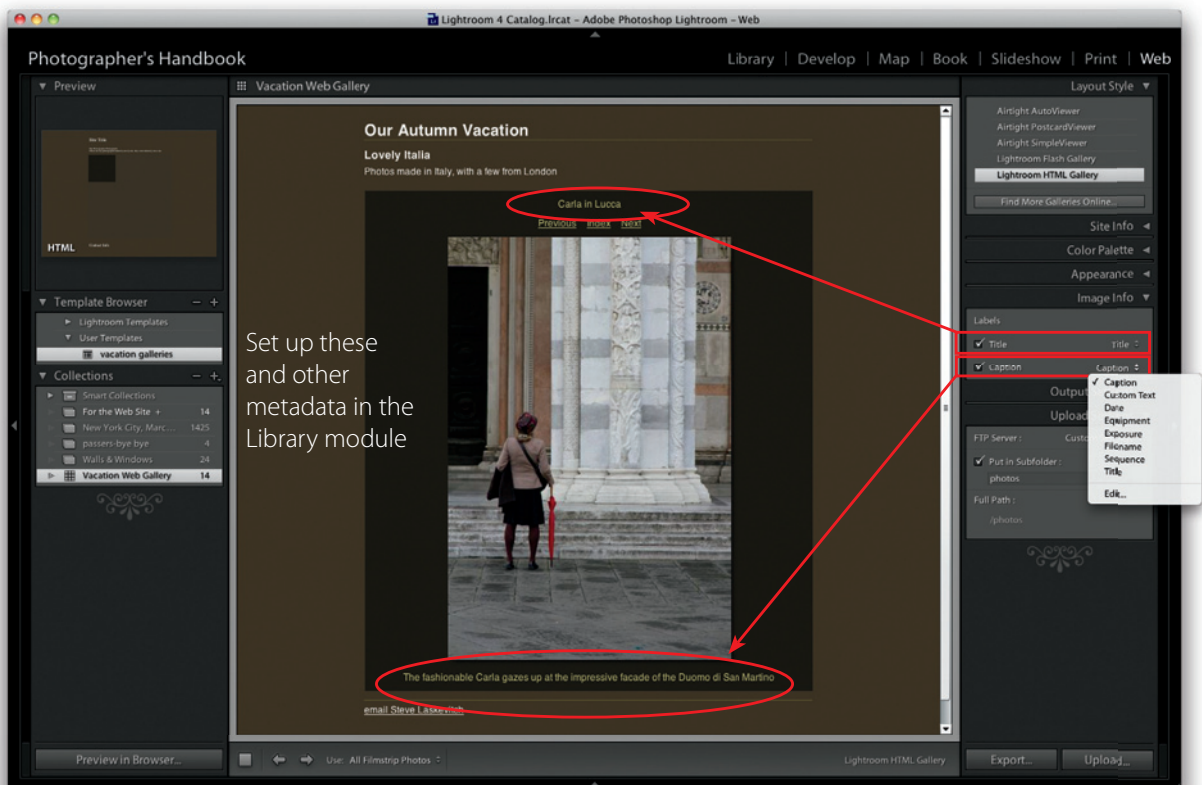 Lightroom 4 Catalog.lrcat – Adobe Photoshop Lightroom – Web
Photographer's Handbook
Library | Develop | Map | Book | Slideshow | Print | Web
Preview
HTML
Template Browser
Lightroom Templates
User Templates
vacation galleries
Collections
Smart Collections
For the Web Site + 14
New York City, Marc... 1425
passers-bye bye 4
Walls & Windows 24
Vacation Web Gallery 14
Preview in Browser...
Vacation Web Gallery
Our Autumn Vacation
Lovely Italia
Photos made in Italy, with a few from London
Carla in Lucca
Previous Index Next
Set up these
and other
metadata in the
Library module
The fashionable Carla gazes up at the impressive facade of the Duomo di San Martino
email Steve Laskevitch
Use: All Filmstrip Photos
Lightroom HTML Gallery
Layout Style
Airtight AutoViewer
Airtight PostcardViewer
Airtight SimpleViewer
Lightroom Flash Gallery
Lightroom HTML Gallery
Find More Galleries Online...
Site Info
Color Palette
Appearance
Image Info
Labels
Title Title
Caption Caption
Caption
Custom Text
Date
Equipment
Exposure
Filename
Sequence
Title
Edit...
FTP Server :
Put in Subfolder :
photos
Full Path :
/photos
Export...
Upload...